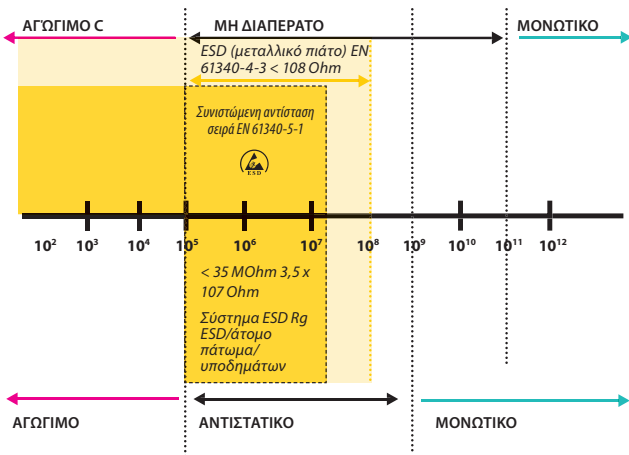 ΑΓΏΓΙΜΟ C
ΜΗ ΔΙΑΠΕΡΑΤΟ
ΜΟΝΩΤΙΚΟ
ESD (μεταλλικό πιάτο) EN
61340-4-3 < 108 Ohm
Συνιστώμενη αντίσταση
σειρά EN 61340-5-1
ESD
10² 10³ 10⁴ 10⁵ 10⁶ 10⁷ 10⁸ 10⁹ 10¹⁰ 10¹¹ 10¹²
< 35 MOhm 3,5 x
107 Ohm
Σύστημα ESD Rg
ESD/άτομο
πάτωμα/
υποδημάτων
ΑΓΩΓΙΜΟ
ΑΝΤΙΣΤΑΤΙΚΟ
ΜΟΝΩΤΙΚΟ